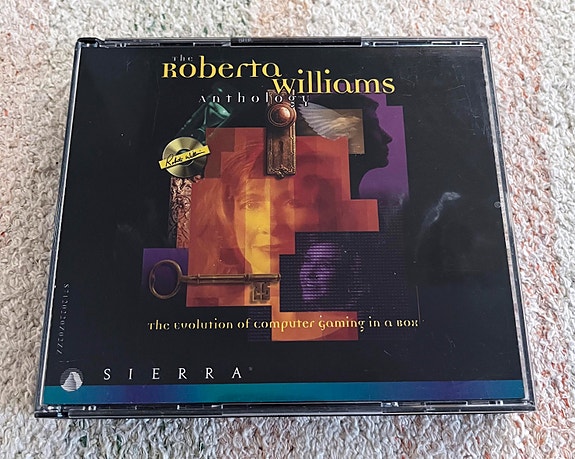 The
Roberta
Williams
Anthology
The Evolution of Computer Gaming in a Box
SIERRA